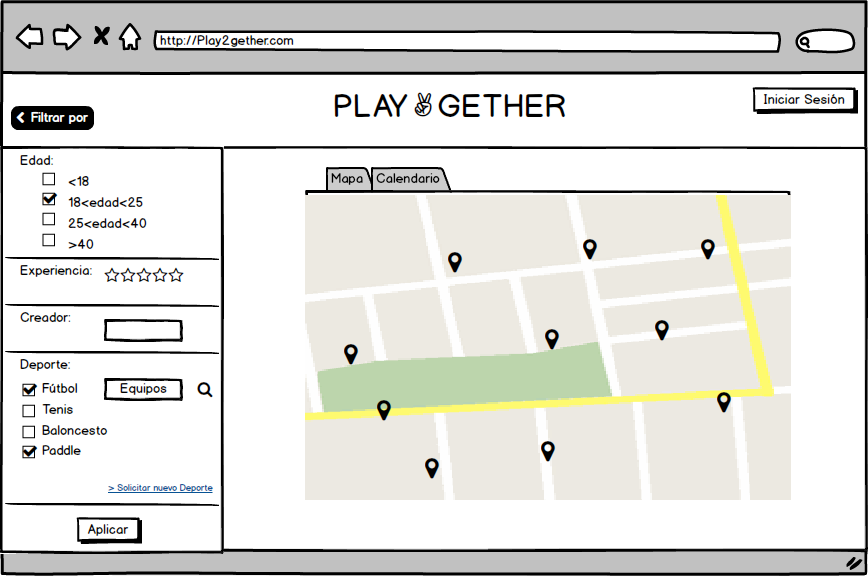 http://Play2gether.com
PLAY✌GETHER
Iniciar Sesión
Filtrar por
Edad:
<18
18<edad<25
25<edad<40
>40
Experiencia:
Creador:
Deporte:
Fútbol
Equipos
Tenis
Baloncesto
Paddle
> Solicitar nuevo Deporte
Aplicar
Mapa
Calendario